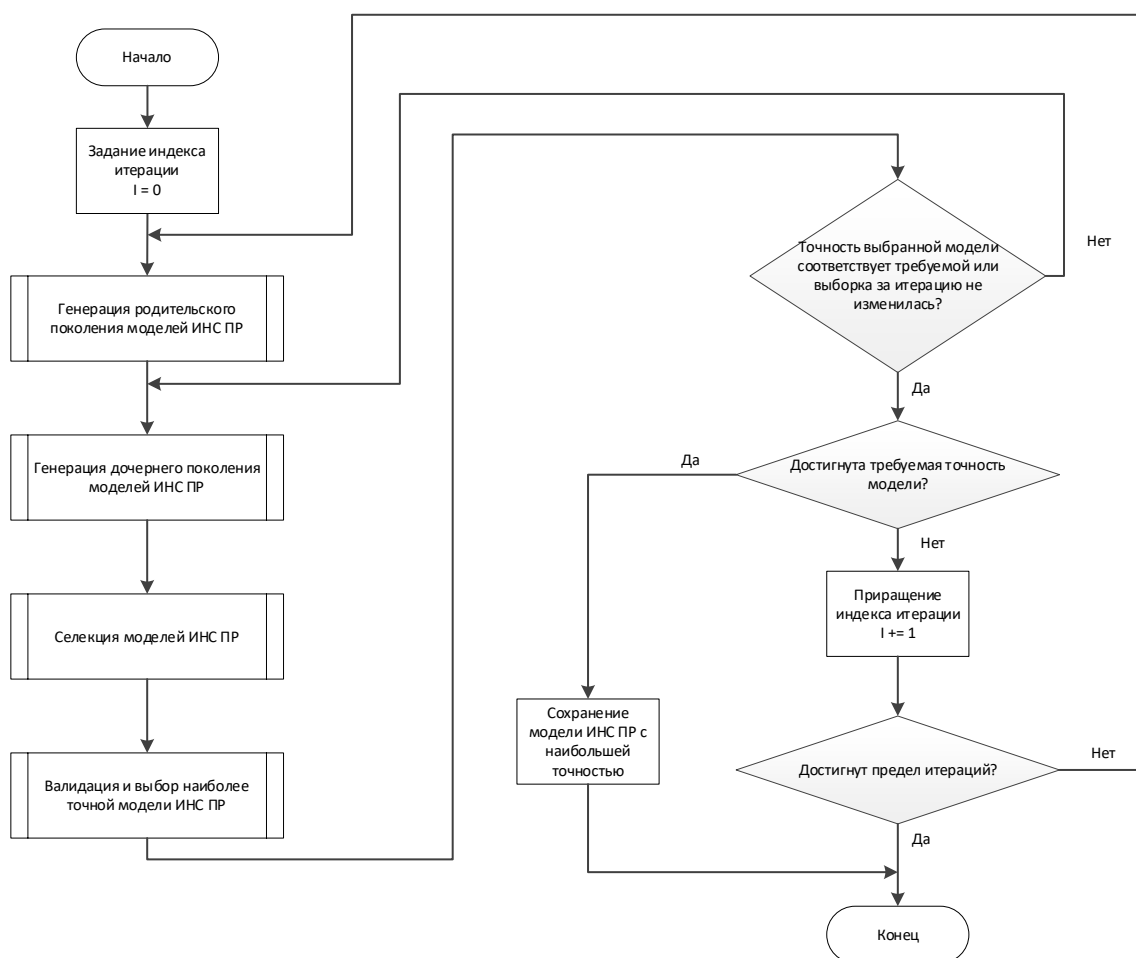 Начало
Задание индекса
итерации
I = 0
Генерация родительского
поколения моделей ИНС ПР
Генерация дочернего поколения
моделей ИНС ПР
Селекция моделей ИНС ПР
Валидация и выбор наиболее
точной модели ИНС ПР
Точность выбранной модели
соответствует требуемой или
выборка за итерацию не
изменилась?
Нет
Да
Достигнута требуемая точность
модели?
Да
Нет
Приращение
индекса итерации
I += 1
Сохранение
модели ИНС ПР с
наибольшей
точностью
Достигнут предел итераций?
Нет
Да
Конец